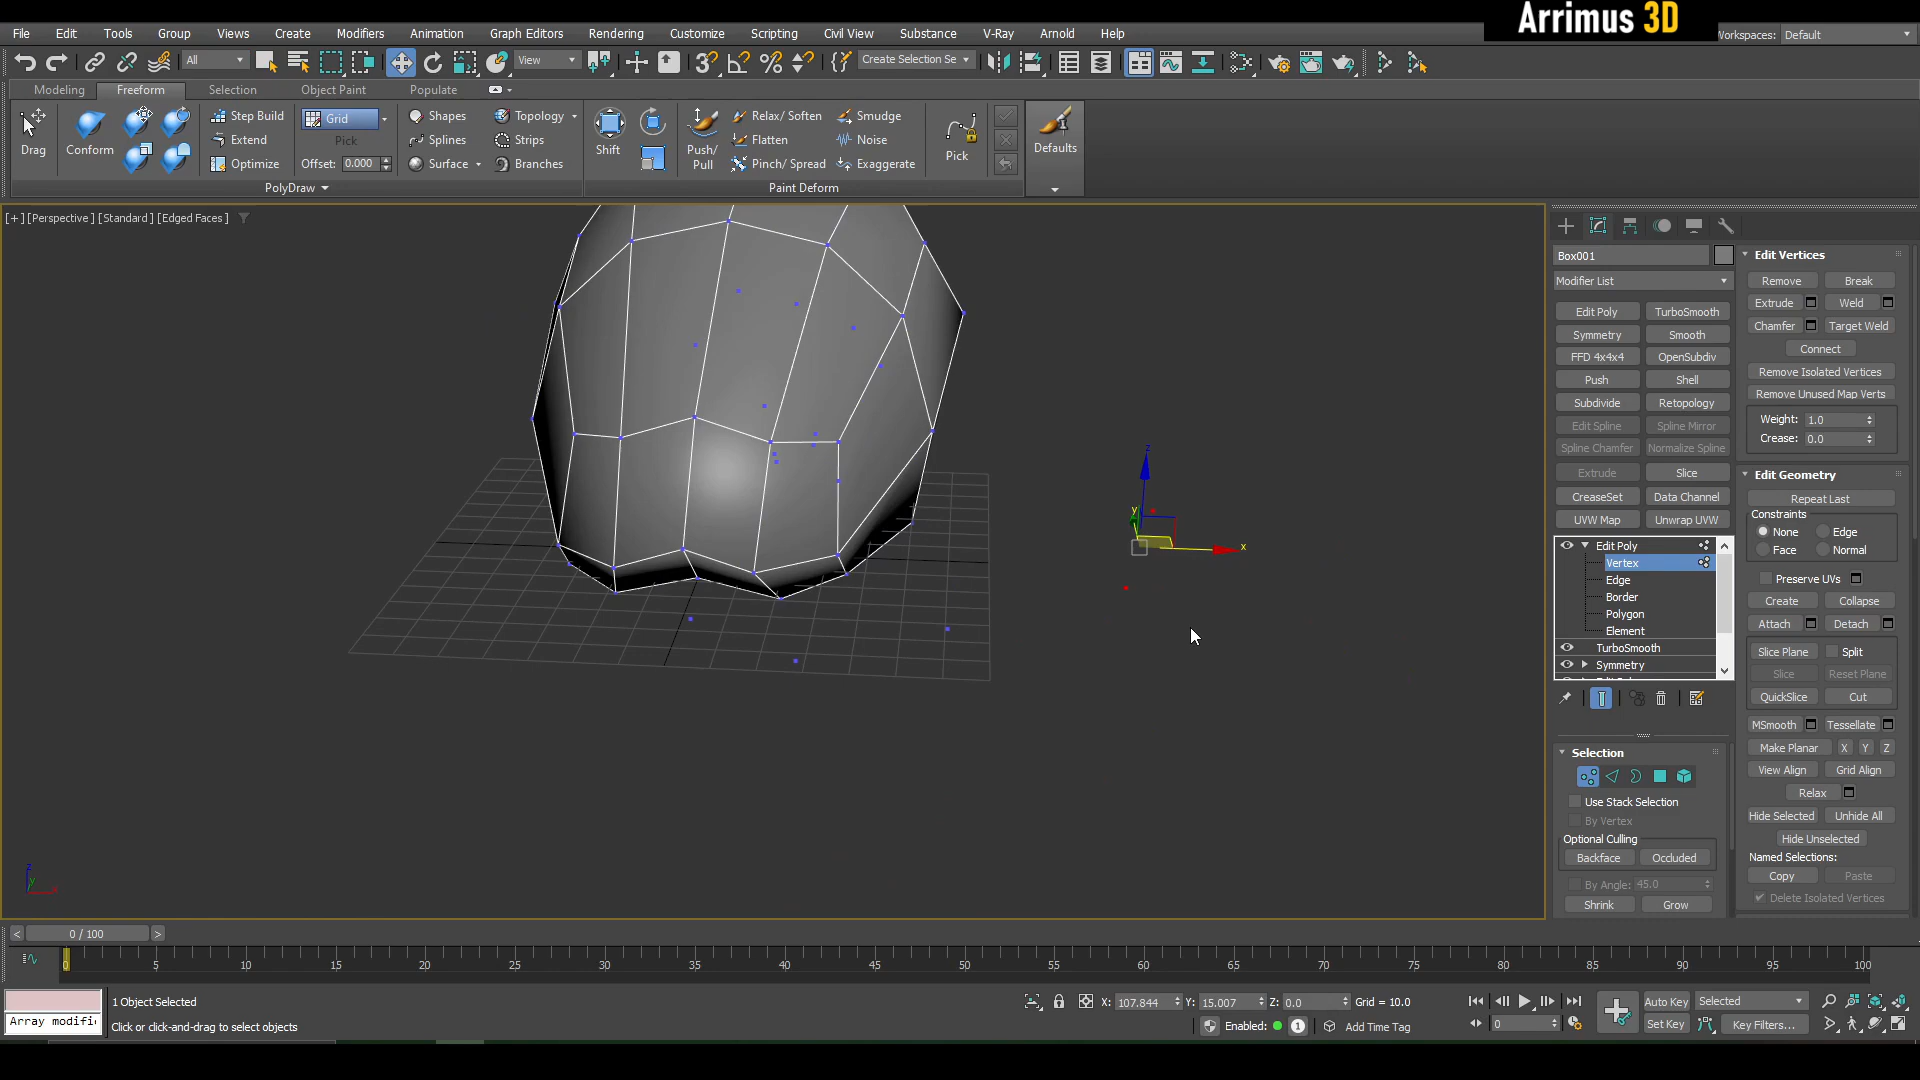 Arrimus 3D
File Edit Tools Group Views Create Modifiers Animation Graph Editors Rendering Customize Scripting Civil View Substance V-Ray Arnold Help
Workspaces: Default
All View Create Selection Se
Modeling Freeform Selection Object Paint Populate
Drag Conform Step Build Extend Optimize Grid Pick Offset: 0.000 Shapes Splines Surface Topology Strips Branches Shift Push/ Pull Relax/ Soften Flatten Pinch/ Spread Smudge Noise Exaggerate Pick Defaults
PolyDraw Paint Deform
[+] [Perspective] [Standard] [Edged Faces]
z
y
x
Box001
Modifier List
Edit Poly TurboSmooth
Symmetry Smooth
FFD 4x4x4 OpenSubdiv
Push Shell
Subdivide Retopology
Edit Spline Spline Mirror
Spline Chamfer Normalize Spline
Extrude Slice
CreaseSet Data Channel
UVW Map Unwrap UVW
Edit Poly
Vertex
Edge
Border
Polygon
Element
TurboSmooth
Symmetry
Selection
Use Stack Selection
By Vertex
Optional Culling
Backface Occluded
By Angle: 45.0
Shrink Grow
Edit Vertices
Remove Break
Extrude Weld
Chamfer Target Weld
Connect
Remove Isolated Vertices
Remove Unused Map Verts
Weight: 1.0
Crease: 0.0
Edit Geometry
Repeat Last
Constraints
None Edge
Face Normal
Preserve UVs
Create Collapse
Attach Detach
Slice Plane Split
Slice Reset Plane
QuickSlice Cut
MSmooth Tessellate
Make Planar X Y Z
View Align Grid Align
Relax
Hide Selected Unhide All
Hide Unselected
Named Selections:
Copy Paste
Delete Isolated Vertices
z
y
x
< 0 / 100 >
0 5 10 15 20 25 30 35 40 45 50 55 60 65 70 75 80 85 90 95 100
Array modifi
1 Object Selected
Click or click-and-drag to select objects
X: 107.844 Y: 15.007 Z: 0.0 Grid = 10.0
Enabled: 1 Add Time Tag
0
Auto Key Selected
Set Key Key Filters...